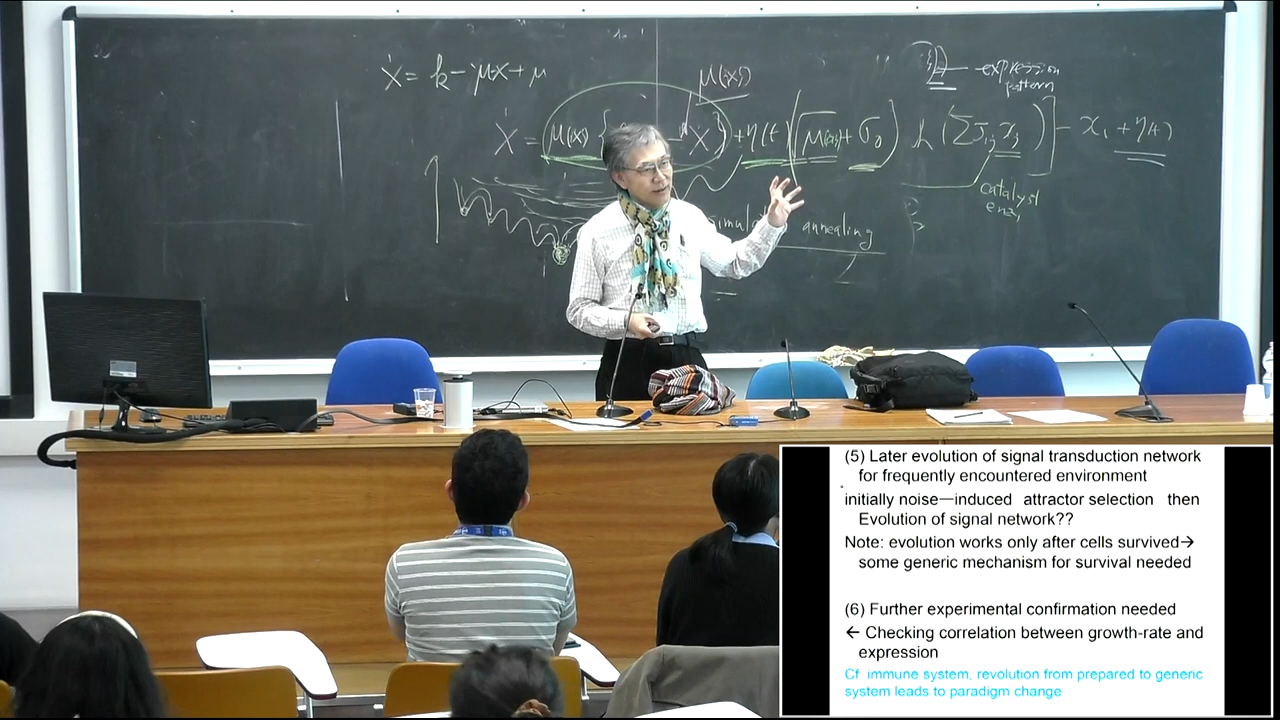 Ẋ = k − μX + μ
μ(x)
expression
pattern
Ẋ = μ(x) {
X } + η(t)
μ(x) + σ₀
h ( Σ J_ij x_j ) ] − x_i + η(t)
catalyst
annealing
(5) Later evolution of signal transduction network
for frequently encountered environment
initially noise—induced attractor selection then
Evolution of signal network??
Note: evolution works only after cells survived→
some generic mechanism for survival needed
(6) Further experimental confirmation needed
← Checking correlation between growth-rate and
expression
Cf immune system, revolution from prepared to generic
system leads to paradigm change